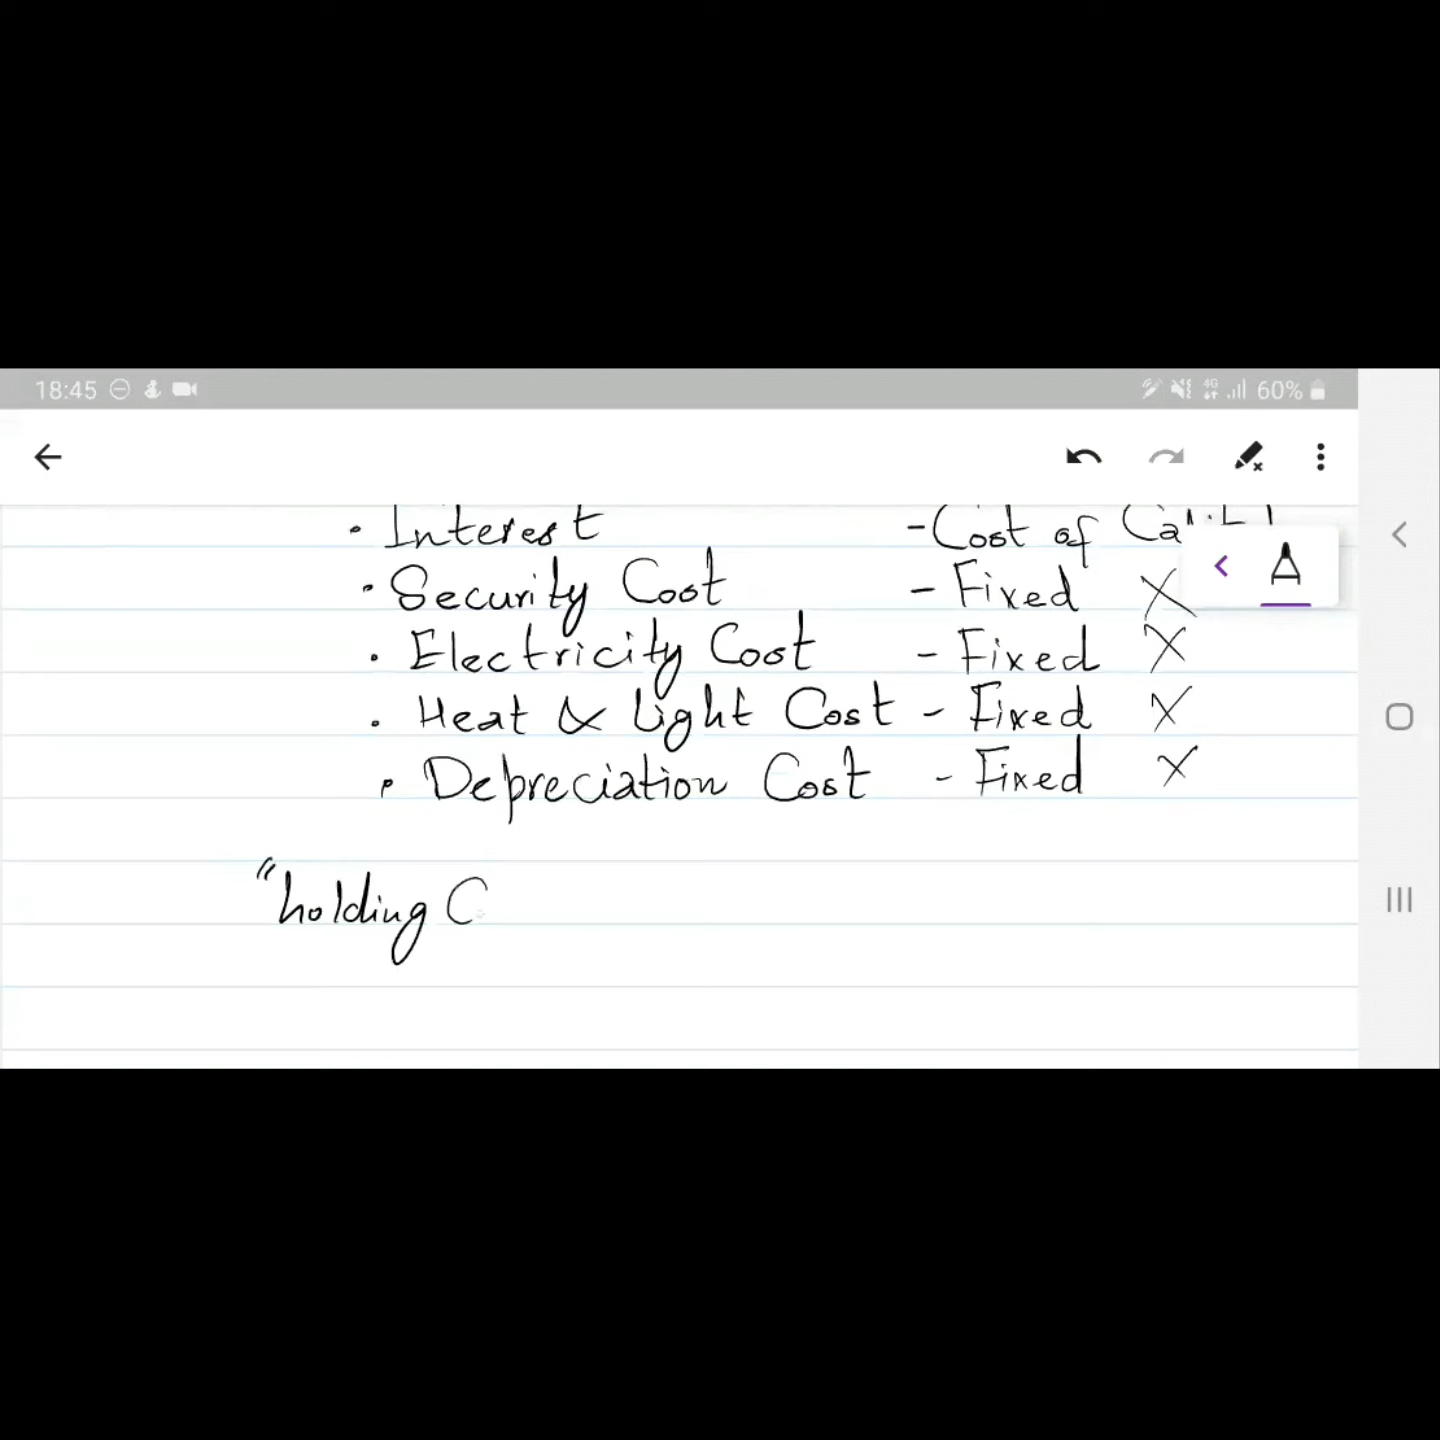 18:45 4G 60%
· Interest - Cost of
· Security Cost - Fixed X
· Electricity Cost - Fixed X
· Heat & Light Cost - Fixed X
· Depreciation Cost - Fixed X
"holding C